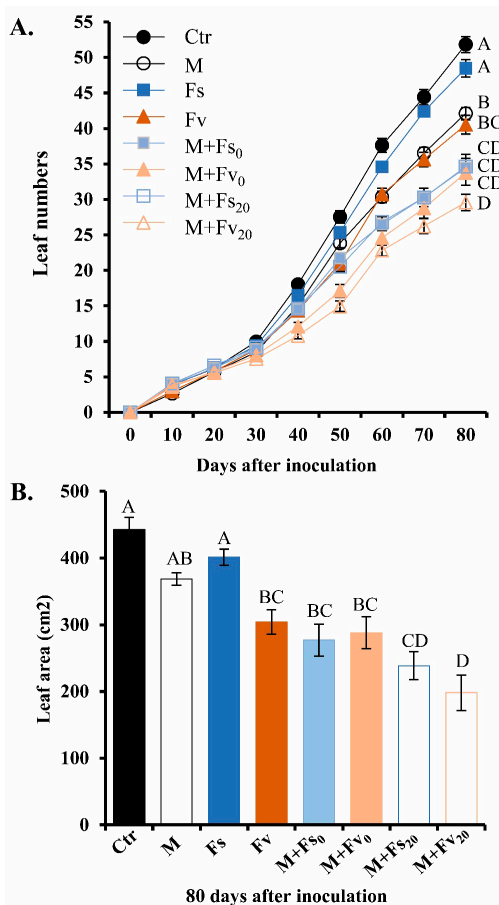 A.
55
50
45
40
35
30
25
20
15
10
5
0
Leaf numbers
Ctr
M
Fs
Fv
M+Fs0
M+Fv0
M+Fs20
M+Fv20
A
A
B
BC
CD
CD
CD
D
0 10 20 30 40 50 60 70 80
Days after inoculation
B.
500
400
300
200
100
0
Leaf area (cm2)
A
AB
A
BC
BC
BC
CD
D
Ctr M Fs Fv M+Fs0 M+Fv0 M+Fs20 M+Fv20
80 days after inoculation